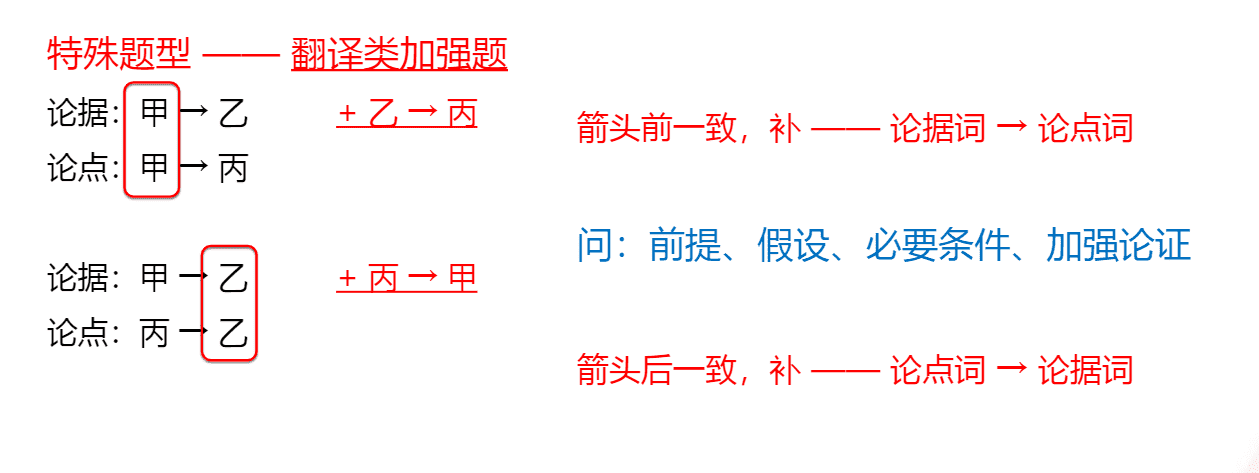 特殊题型 —— 翻译类加强题
论据：甲 → 乙
+ 乙 → 丙
论点：甲 → 丙
箭头前一致，补 —— 论据词 → 论点词
问：前提、假设、必要条件、加强论证
论据：甲 → 乙
+ 丙 → 甲
论点：丙 → 乙
箭头后一致，补 —— 论点词 → 论据词